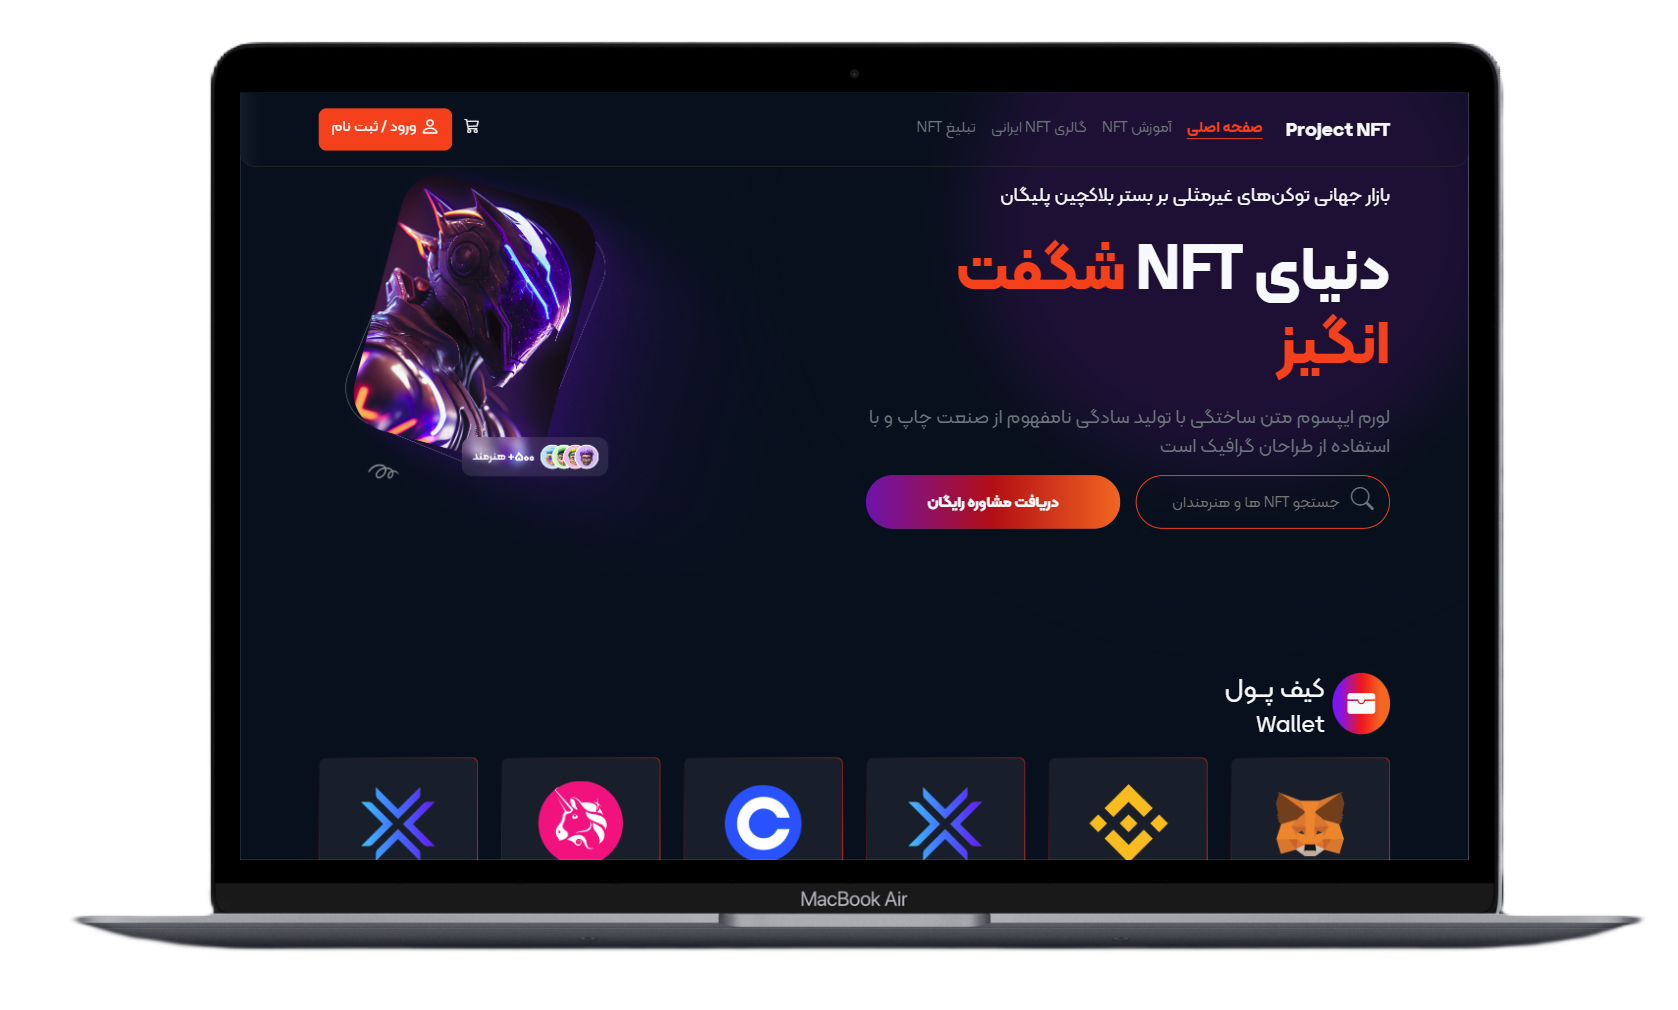 Project NFT
صفحه اصلی
آموزش NFT
گالری NFT ایرانی
تبلیغ NFT
ورود / ثبت نام
بازار جهانی توکن‌های غیرمثلی بر بستر بلاکچین پلیگان
دنیای NFT شگفت
انگیز
لورم ایپسوم متن ساختگی با تولید سادگی نامفهوم از صنعت چاپ و با
استفاده از طراحان گرافیک است
جستجو NFT ها و هنرمندان
دریافت مشاوره رایگان
۵۰۰+ هنرمند
کیف پـول
Wallet
MacBook Air